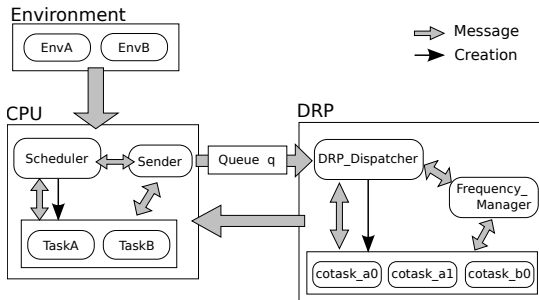 Environment
EnvA
EnvB
Message
Creation
CPU
Scheduler
Sender
Queue q
TaskA
TaskB
DRP
DRP_Dispatcher
Frequency_
Manager
cotask_a0
cotask_a1
cotask_b0